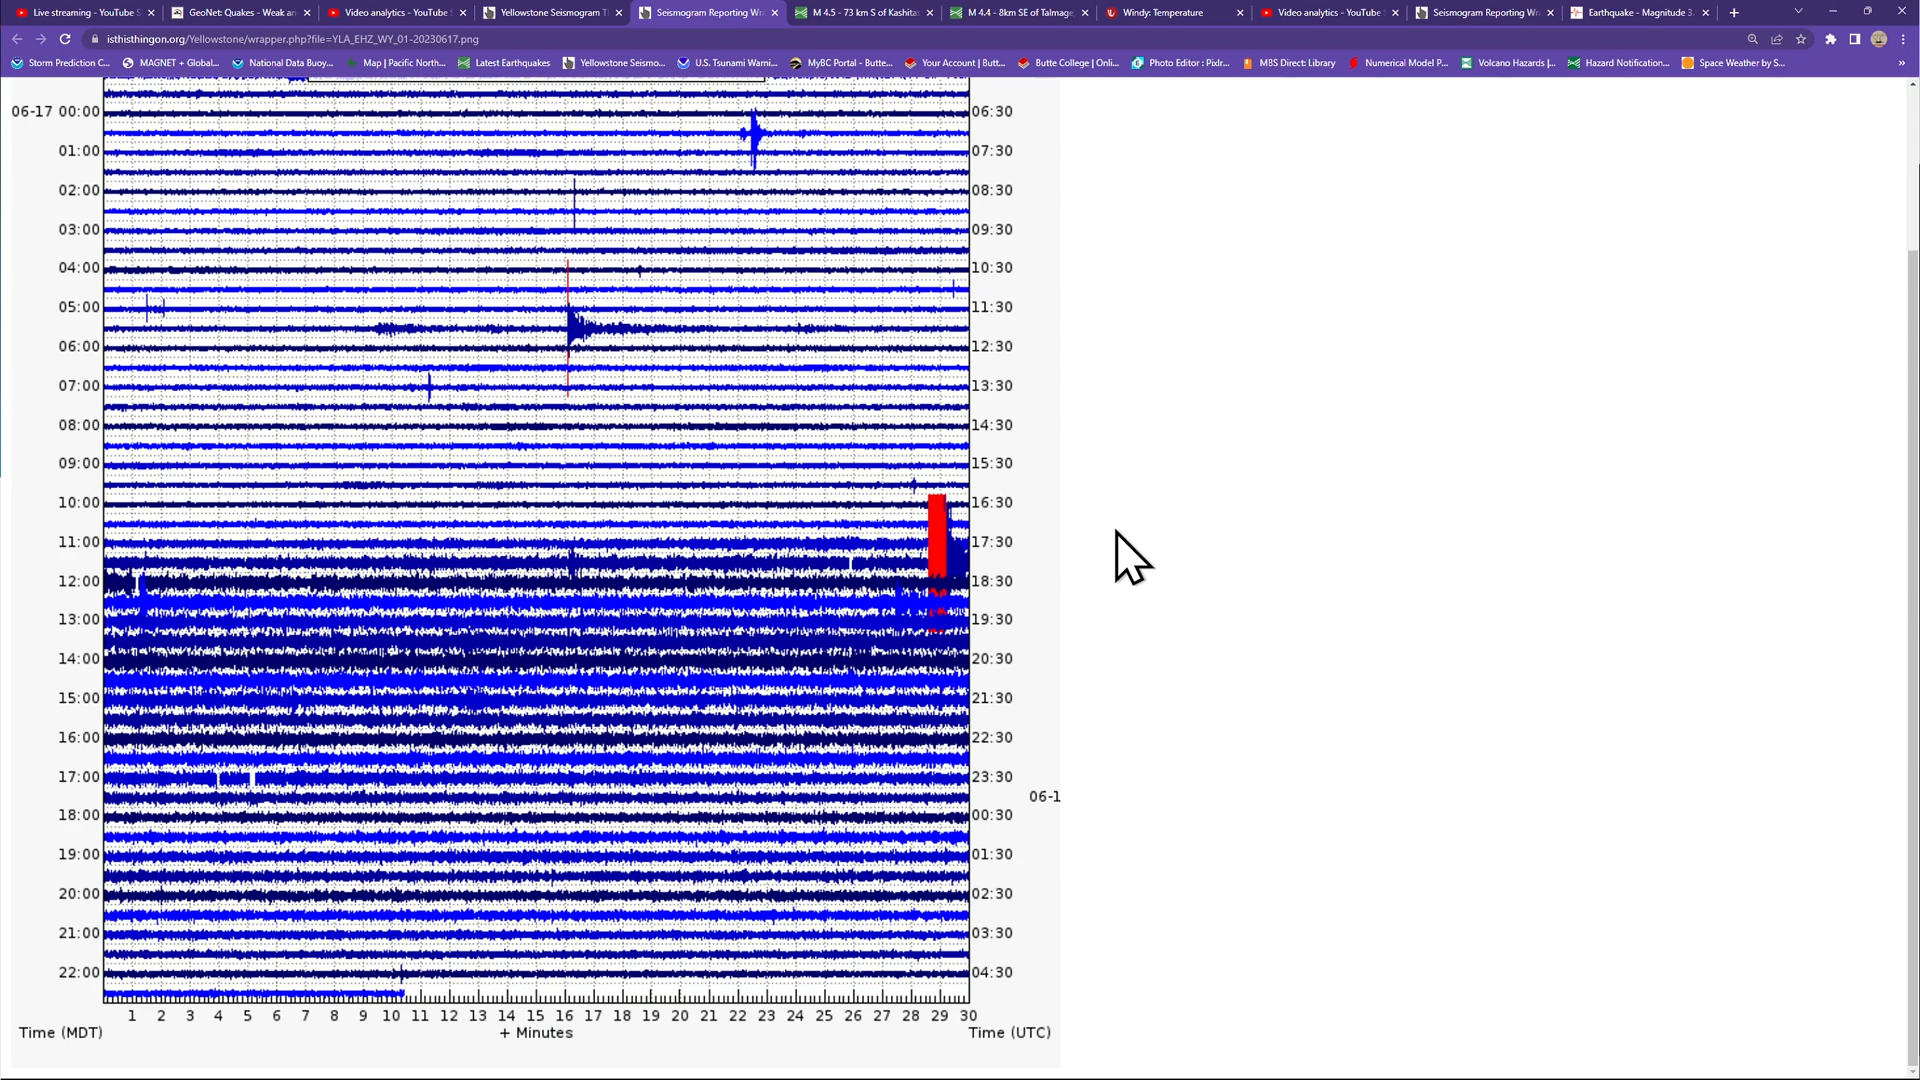 Live streaming - YouTube S
GeoNet: Quakes - Weak an
Video analytics - YouTube S
Yellowstone Seismogram T
Seismogram Reporting Wra
M 4.5 - 73 km S of Kashita
M 4.4 - 8km SE of Talmage,
Windy: Temperature
Video analytics - YouTube S
Seismogram Reporting Wra
Earthquake - Magnitude 3.
isthisthingon.org/Yellowstone/wrapper.php?file=YLA_EHZ_WY_01-20230617.png
Storm Prediction C...
MAGNET + Global...
National Data Buoy...
Map | Pacific North...
Latest Earthquakes
Yellowstone Seismo...
U.S. Tsunami Warni...
MyBC Portal - Butte...
Your Account | Butt...
Butte College | Onli...
Photo Editor : Pixlr...
MBS Direct Library
Numerical Model P...
Volcano Hazards |...
Hazard Notification...
Space Weather by S...
06-17 00:00 06:30
01:00 07:30
02:00 08:30
03:00 09:30
04:00 10:30
05:00 11:30
06:00 12:30
07:00 13:30
08:00 14:30
09:00 15:30
10:00 16:30
11:00 17:30
12:00 18:30
13:00 19:30
14:00 20:30
15:00 21:30
16:00 22:30
17:00 23:30
06-1
18:00 00:30
19:00 01:30
20:00 02:30
21:00 03:30
22:00 04:30
1 2 3 4 5 6 7 8 9 10 11 12 13 14 15 16 17 18 19 20 21 22 23 24 25 26 27 28 29 30
Time (MDT) + Minutes Time (UTC)